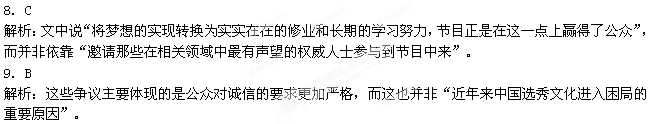 8. C
解析：文中说“将梦想的实现转换为实实在在的修业和长期的学习努力，节目正是在这一点上赢得了公众”，
而并非依靠“邀请那些在相关领域中最有声望的权威人士参与到节目中来”。
9. B
解析：这些争议主要体现的是公众对诚信的要求更加严格，而这也并非“近年来中国选秀文化进入困局的
重要原因”。